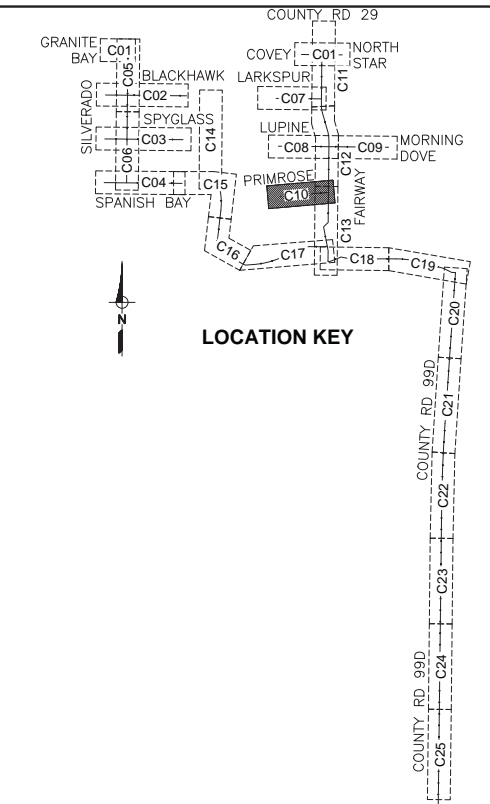 COUNTY RD 29
GRANITE
BAY
C01
C05
COVEY
C01
NORTH
STAR
C11
BLACKHAWK
LARKSPUR
C02
C07
SILVERADO
SPYGLASS
C14
LUPINE
C06
C03
C08
C09
MORNING
DOVE
C12
C04
C15
PRIMROSE
C10
FAIRWAY
SPANISH BAY
C13
C16
C17
C18
C19
C20
N
LOCATION KEY
COUNTY RD 99D
C21
C22
C23
COUNTY RD 99D
C24
C25